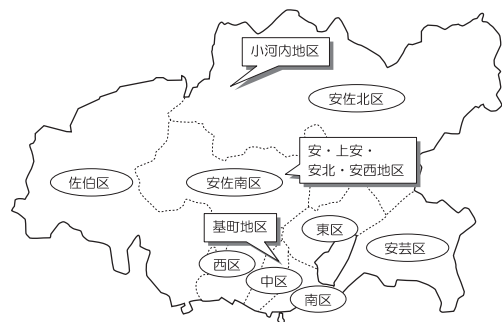 小河内地区
安佐北区
安・上安・
安北・安西地区
佐伯区
安佐南区
基町地区
東区
安芸区
西区
中区
南区